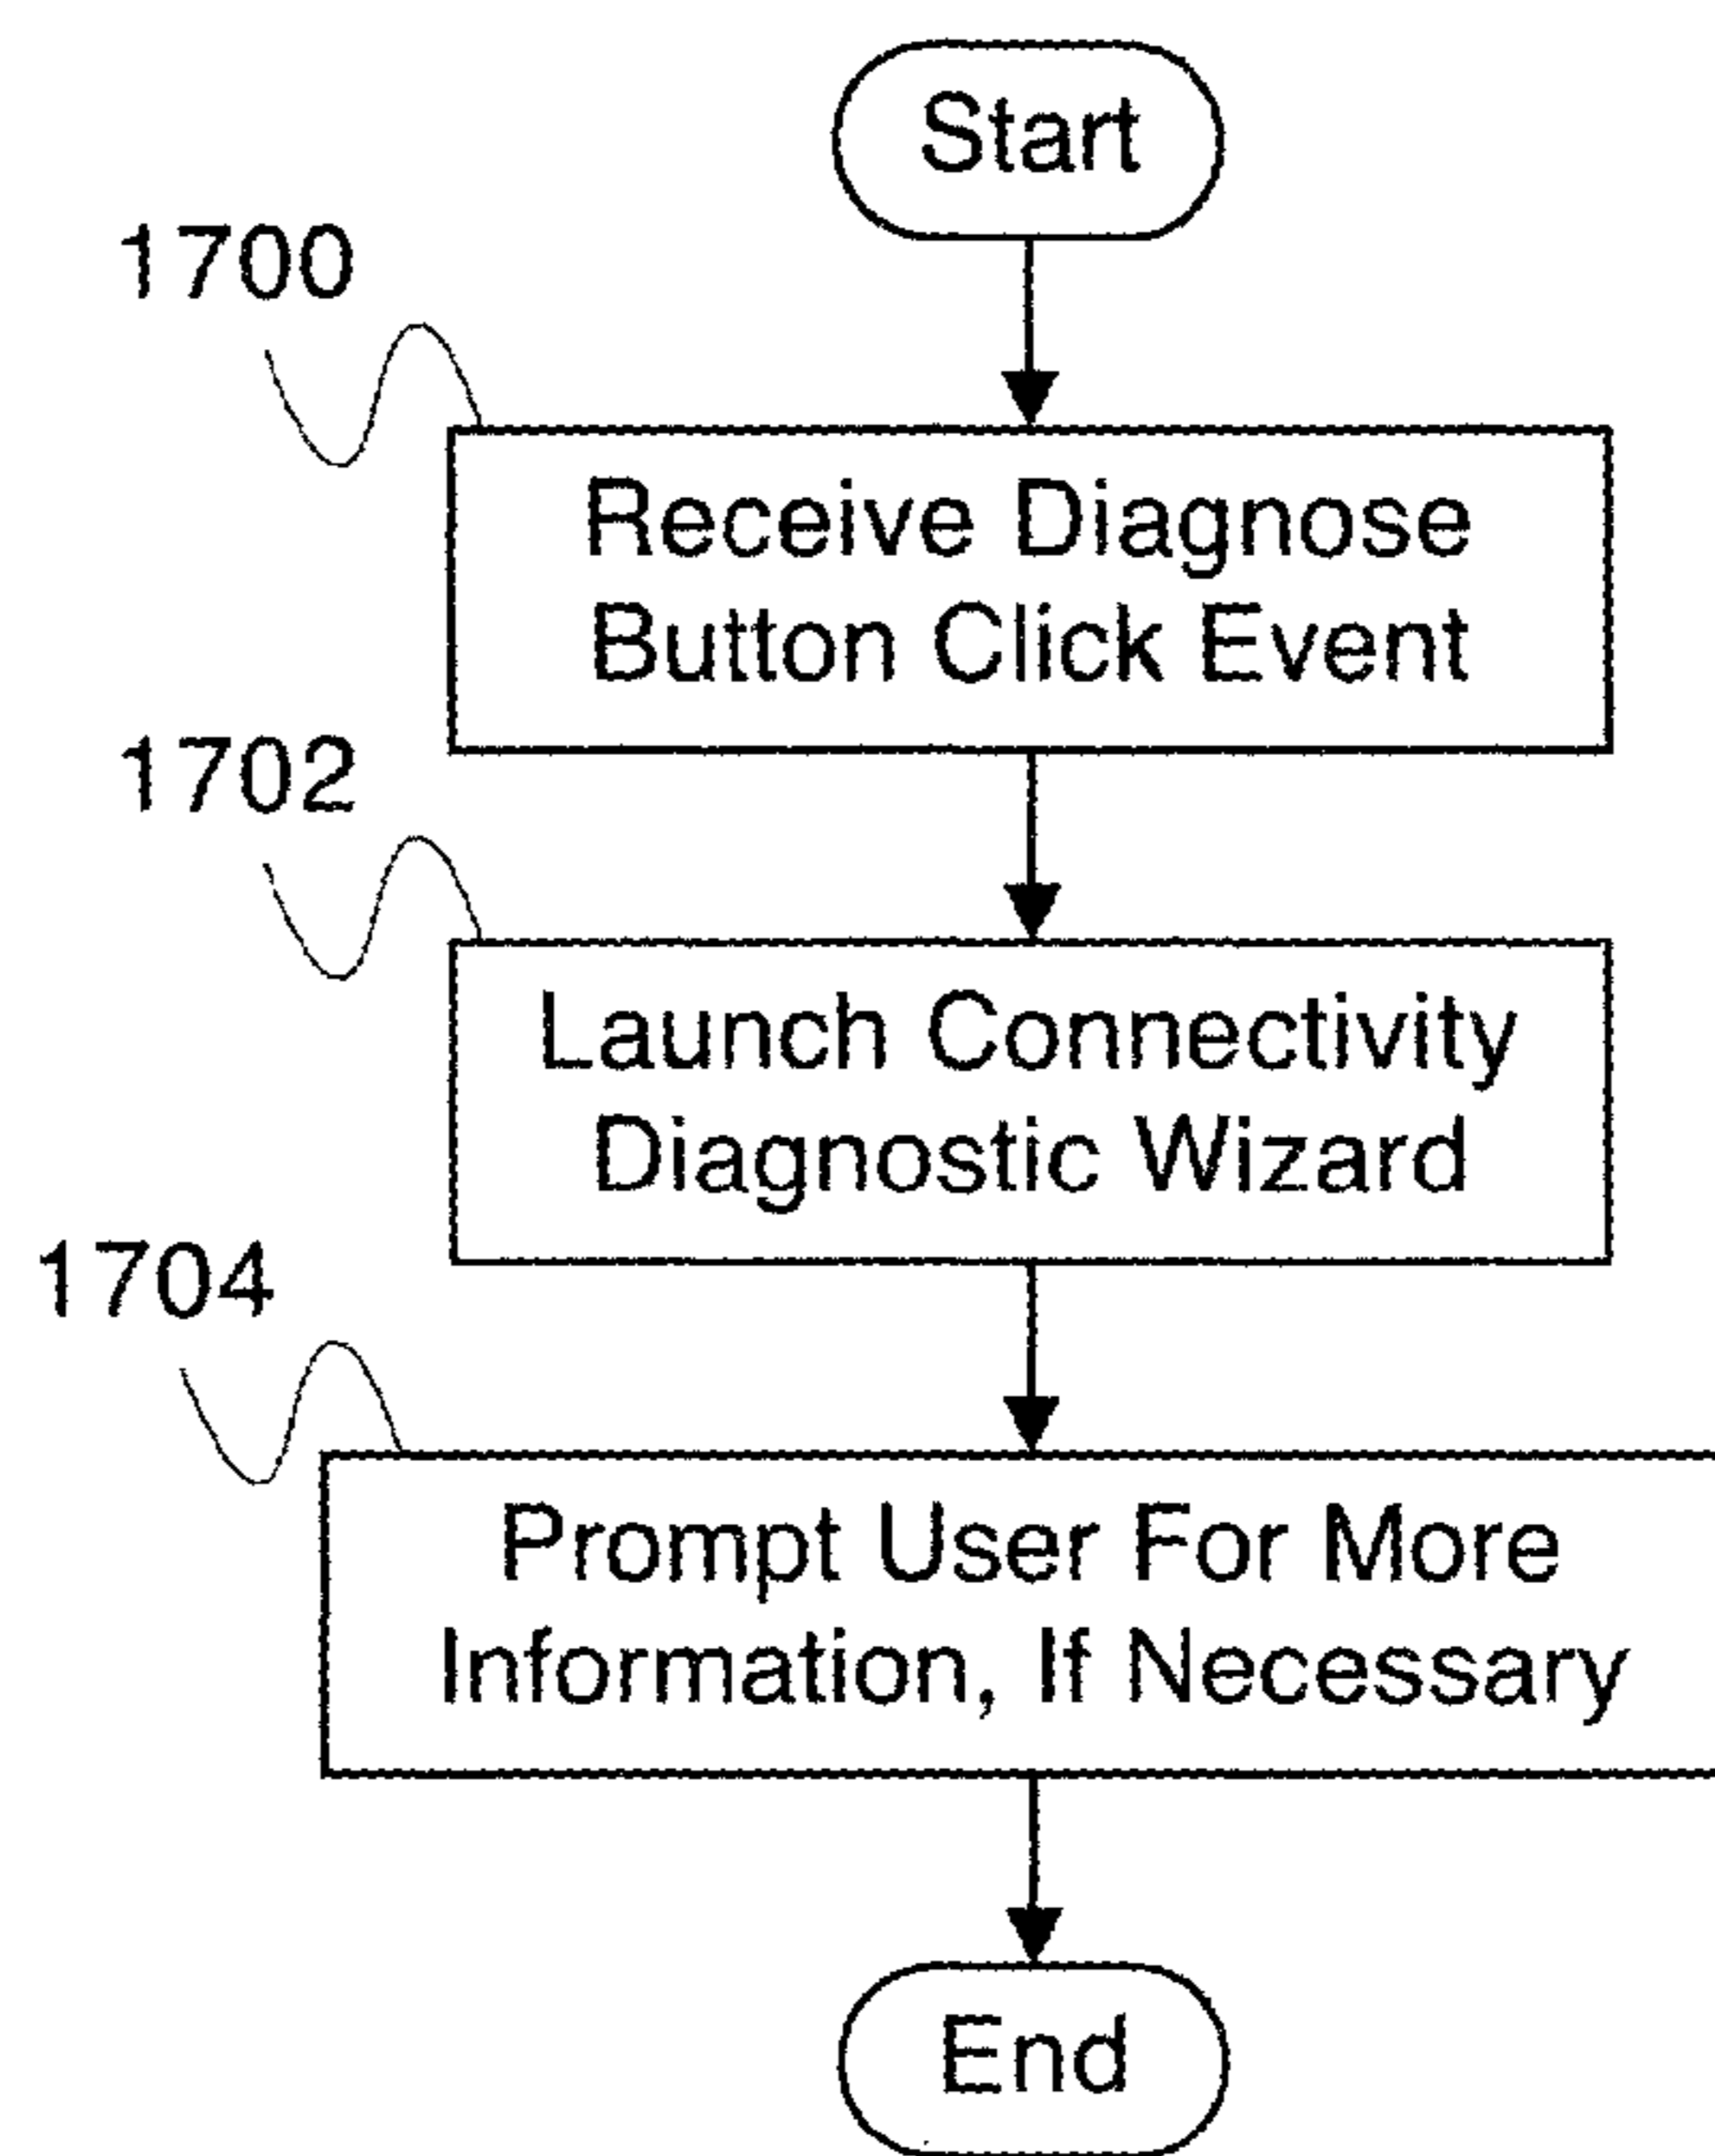 Start
1700
Receive Diagnose
Button Click Event
1702
Launch Connectivity
Diagnostic Wizard
1704
Prompt User For More
Information, If Necessary
End